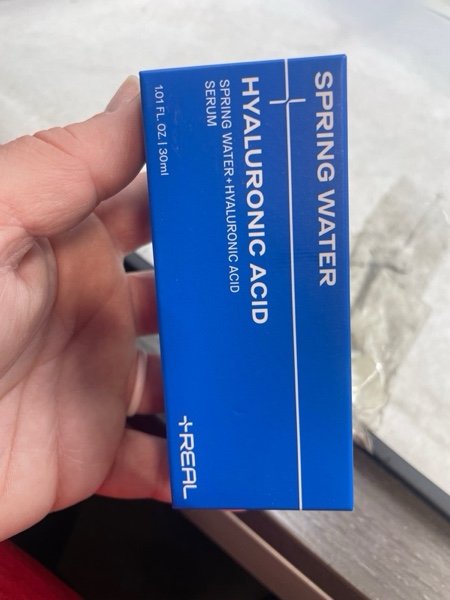 SPRING WATER
HYALURONIC ACID
SPRING WATER+HYALURONIC ACID
SERUM
1.01 FL. OZ. | 30ml
+REAL